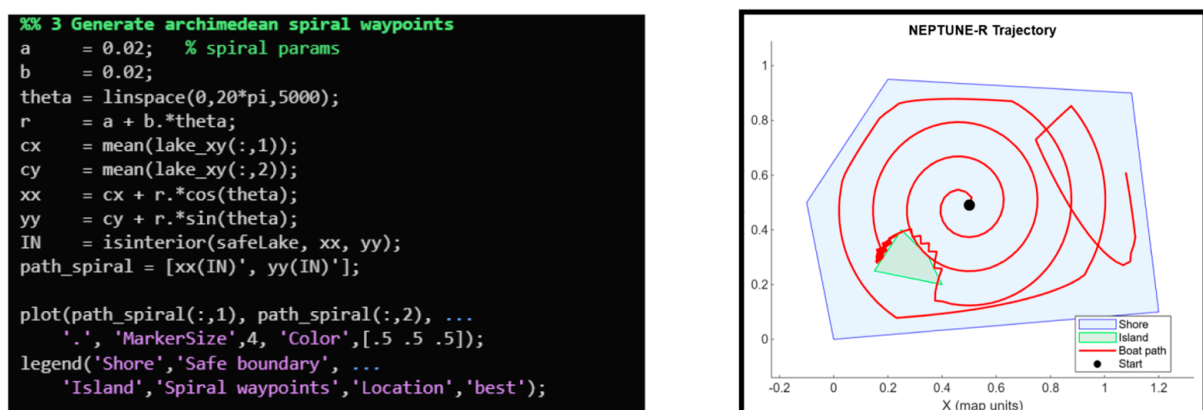 %% 3 Generate archimedean spiral waypoints
a     = 0.02;   % spiral params
b     = 0.02;
theta = linspace(0,20*pi,5000);
r     = a + b.*theta;
cx    = mean(lake_xy(:,1));
cy    = mean(lake_xy(:,2));
xx    = cx + r.*cos(theta);
yy    = cy + r.*sin(theta);
IN    = isinterior(safeLake, xx, yy);
path_spiral = [xx(IN)', yy(IN)'];
plot(path_spiral(:,1), path_spiral(:,2), ...
    '.', 'MarkerSize',4, 'Color',[.5 .5 .5]);
legend('Shore','Safe boundary', ...
    'Island','Spiral waypoints','Location','best');
NEPTUNE-R Trajectory
1
0.8
0.6
0.4
0.2
0
Shore
Island
Boat path
Start
-0.2 0 0.2 0.4 0.6 0.8 1 1.2
X (map units)